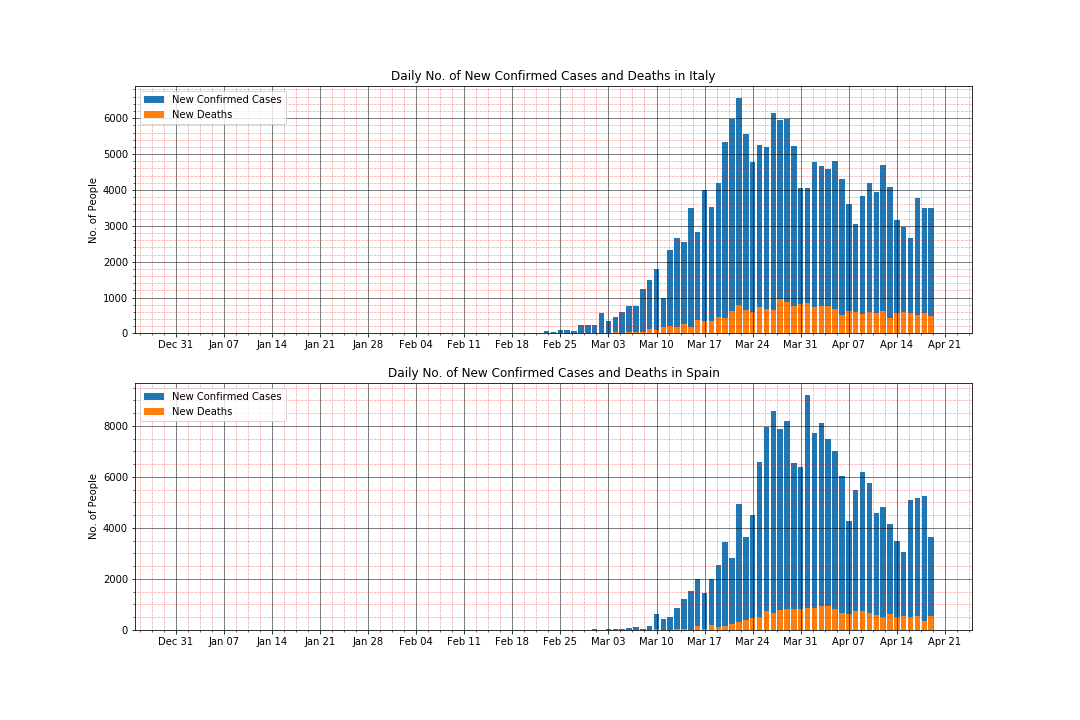 Daily No. of New Confirmed Cases and Deaths in Italy
New Confirmed Cases
New Deaths
No. of People
6000
5000
4000
3000
2000
1000
0
Dec 31 Jan 07 Jan 14 Jan 21 Jan 28 Feb 04 Feb 11 Feb 18 Feb 25 Mar 03 Mar 10 Mar 17 Mar 24 Mar 31 Apr 07 Apr 14 Apr 21
Daily No. of New Confirmed Cases and Deaths in Spain
New Confirmed Cases
New Deaths
No. of People
8000
6000
4000
2000
0
Dec 31 Jan 07 Jan 14 Jan 21 Jan 28 Feb 04 Feb 11 Feb 18 Feb 25 Mar 03 Mar 10 Mar 17 Mar 24 Mar 31 Apr 07 Apr 14 Apr 21